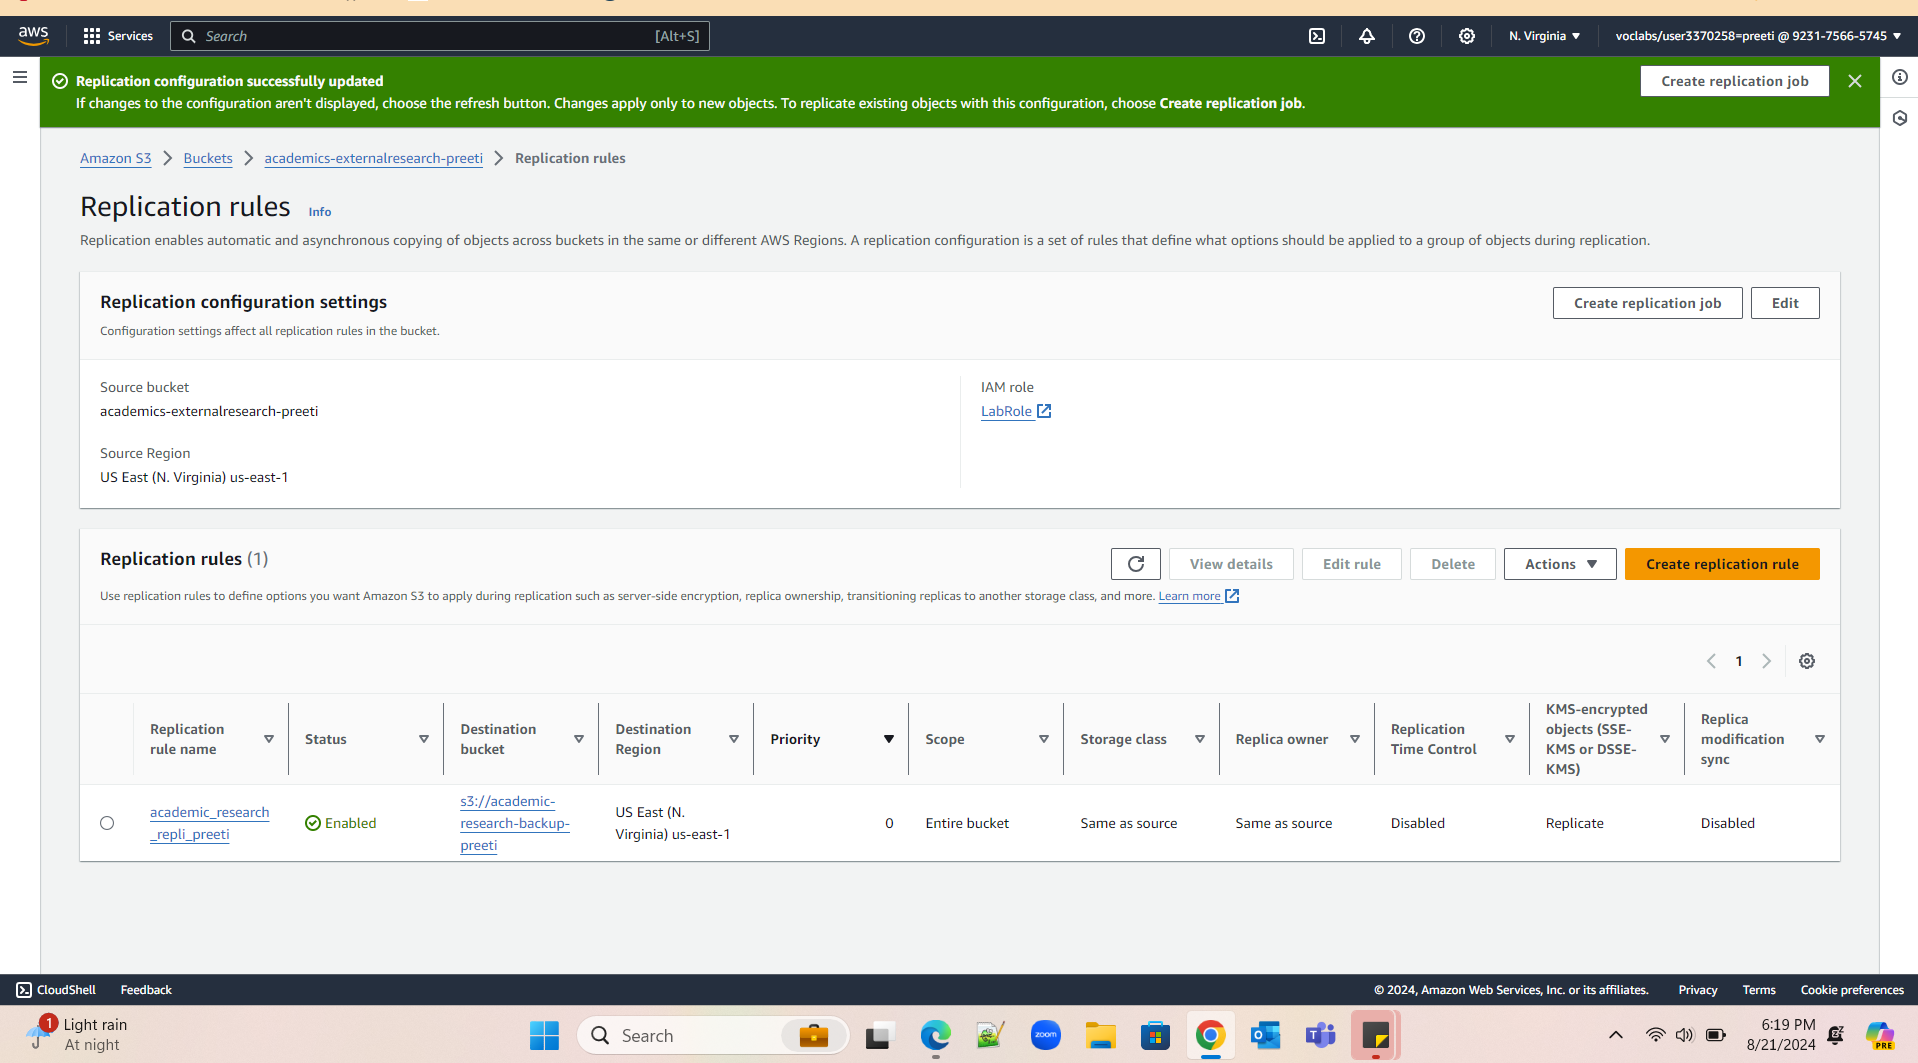 aws
Services
Search
[Alt+S]
N. Virginia
voclabs/user3370258=preeti @ 9231-7566-5745
Replication configuration successfully updated
If changes to the configuration aren't displayed, choose the refresh button. Changes apply only to new objects. To replicate existing objects with this configuration, choose Create replication job.
Create replication job
Amazon S3
Buckets
academics-externalresearch-preeti
Replication rules
Replication rules
Info
Replication enables automatic and asynchronous copying of objects across buckets in the same or different AWS Regions. A replication configuration is a set of rules that define what options should be applied to a group of objects during replication.
Replication configuration settings
Configuration settings affect all replication rules in the bucket.
Create replication job
Edit
Source bucket
academics-externalresearch-preeti
Source Region
US East (N. Virginia) us-east-1
IAM role
LabRole
Replication rules (1)
View details
Edit rule
Delete
Actions
Create replication rule
Use replication rules to define options you want Amazon S3 to apply during replication such as server-side encryption, replica ownership, transitioning replicas to another storage class, and more. Learn more
1
Replication
rule name
Status
Destination
bucket
Destination
Region
Priority
Scope
Storage class
Replica owner
Replication
Time Control
KMS-encrypted
objects (SSE-
KMS or DSSE-
KMS)
Replica
modification
sync
academic_research
_repli_preeti
Enabled
s3://academic-
research-backup-
preeti
US East (N.
Virginia) us-east-1
0
Entire bucket
Same as source
Same as source
Disabled
Replicate
Disabled
CloudShell
Feedback
© 2024, Amazon Web Services, Inc. or its affiliates.
Privacy
Terms
Cookie preferences
1
Light rain
At night
Search
zoom
6:19 PM
8/21/2024
PRE